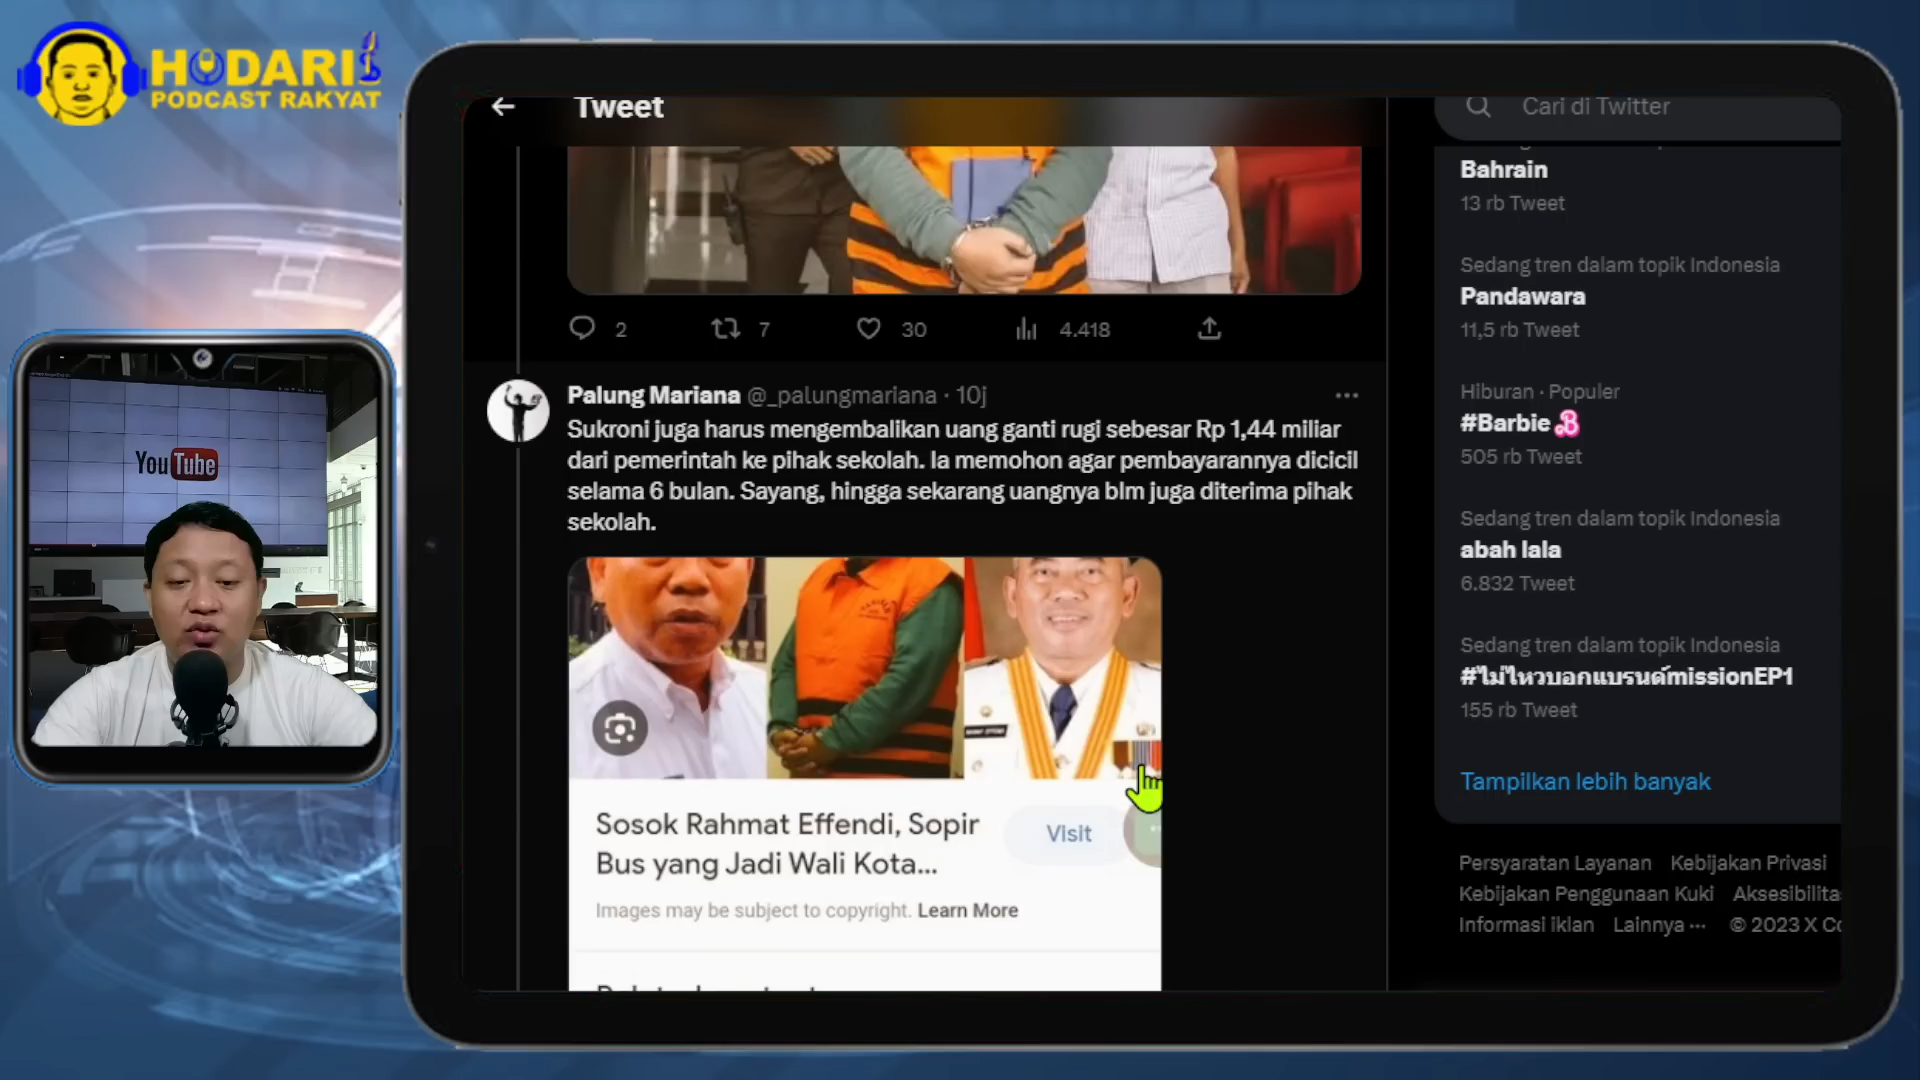 HODARI
PODCAST RAKYAT
YouTube
Tweet
2
7
30
4.418
Palung Mariana @_palungmariana · 10j
Sukroni juga harus mengembalikan uang ganti rugi sebesar Rp 1,44 miliar
dari pemerintah ke pihak sekolah. Ia memohon agar pembayarannya dicicil
selama 6 bulan. Sayang, hingga sekarang uangnya blm juga diterima pihak
sekolah.
Sosok Rahmat Effendi, Sopir
Bus yang Jadi Wali Kota...
Visit
Images may be subject to copyright. Learn More
Cari di Twitter
Bahrain
13 rb Tweet
Sedang tren dalam topik Indonesia
Pandawara
11,5 rb Tweet
Hiburan · Populer
#Barbie
505 rb Tweet
Sedang tren dalam topik Indonesia
abah lala
6.832 Tweet
Sedang tren dalam topik Indonesia
#ไม่ไหวบอกแบรนด์missionEP1
155 rb Tweet
Tampilkan lebih banyak
Persyaratan Layanan Kebijakan Privasi
Kebijakan Penggunaan Kuki Aksesibilita
Informasi iklan Lainnya ··· © 2023 X Co